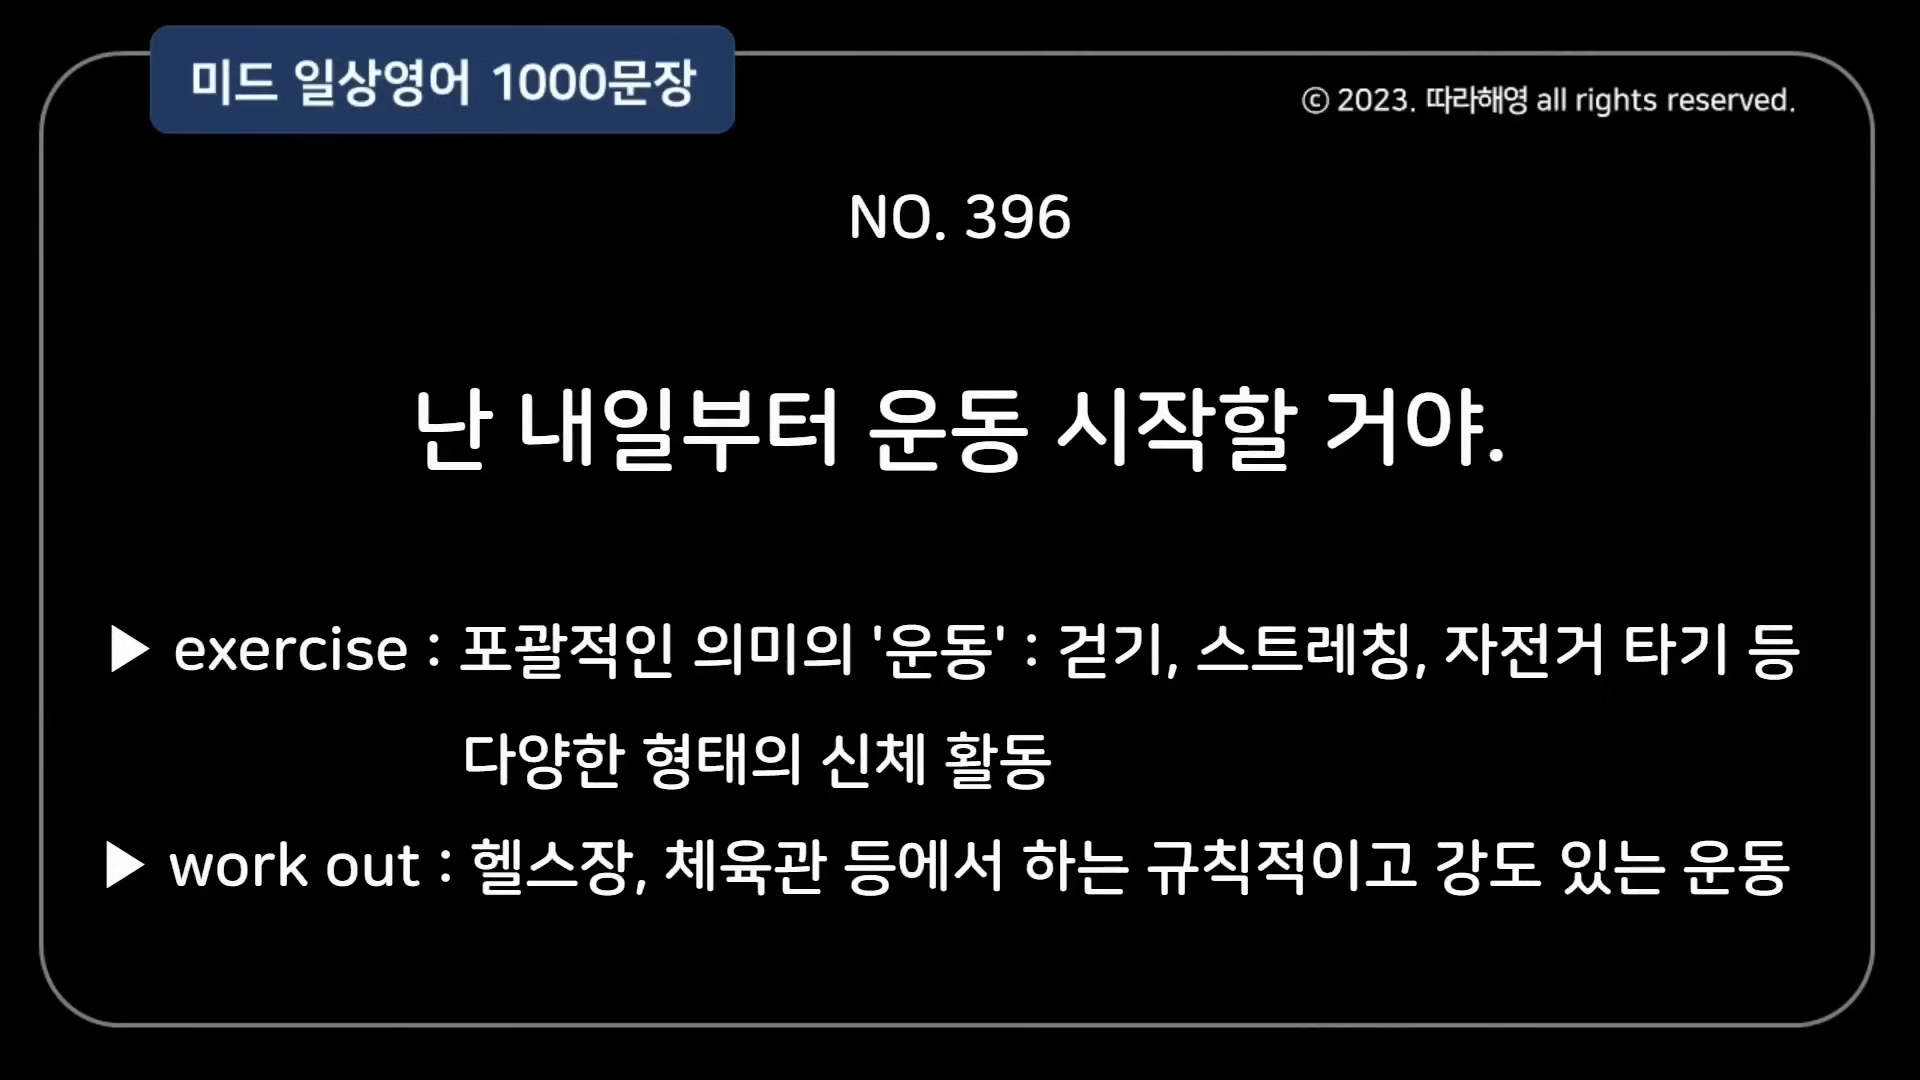 미드 일상영어 1000문장
ⓒ 2023. 따라해영 all rights reserved.
NO. 396
난 내일부터 운동 시작할 거야.
▶ exercise : 포괄적인 의미의 '운동' : 걷기, 스트레칭, 자전거 타기 등
다양한 형태의 신체 활동
▶ work out : 헬스장, 체육관 등에서 하는 규칙적이고 강도 있는 운동